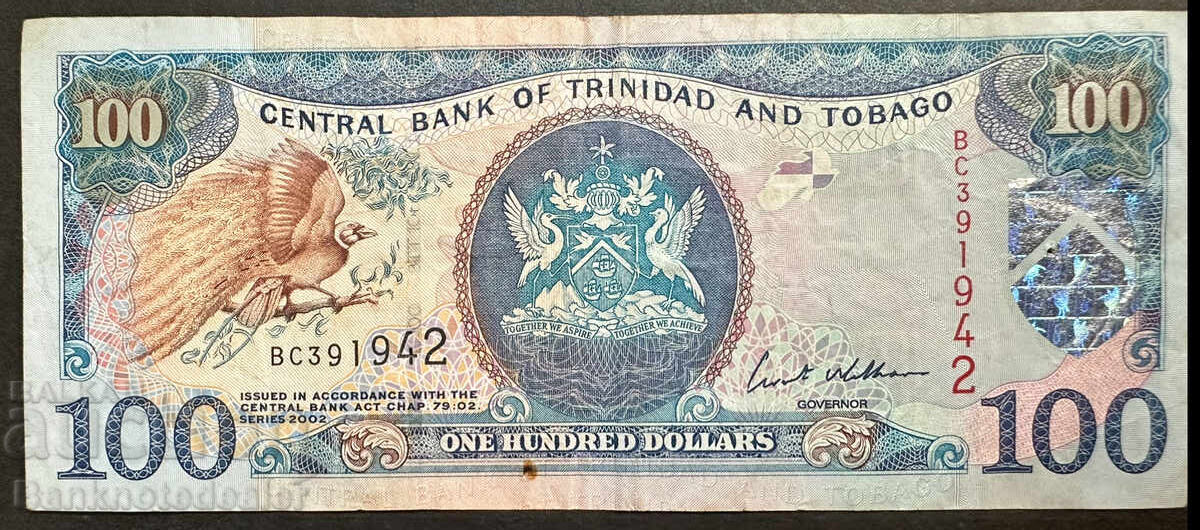 100
100
CENTRAL BANK OF TRINIDAD AND TOBAGO
BC391942
TOGETHER WE ASPIRE TOGETHER WE ACHIEVE
BC391942
ISSUED IN ACCORDANCE WITH THE
CENTRAL BANK ACT CHAP. 79:02.
SERIES 2002
GOVERNOR
100
ONE HUNDRED DOLLARS
100
Banknotedealer